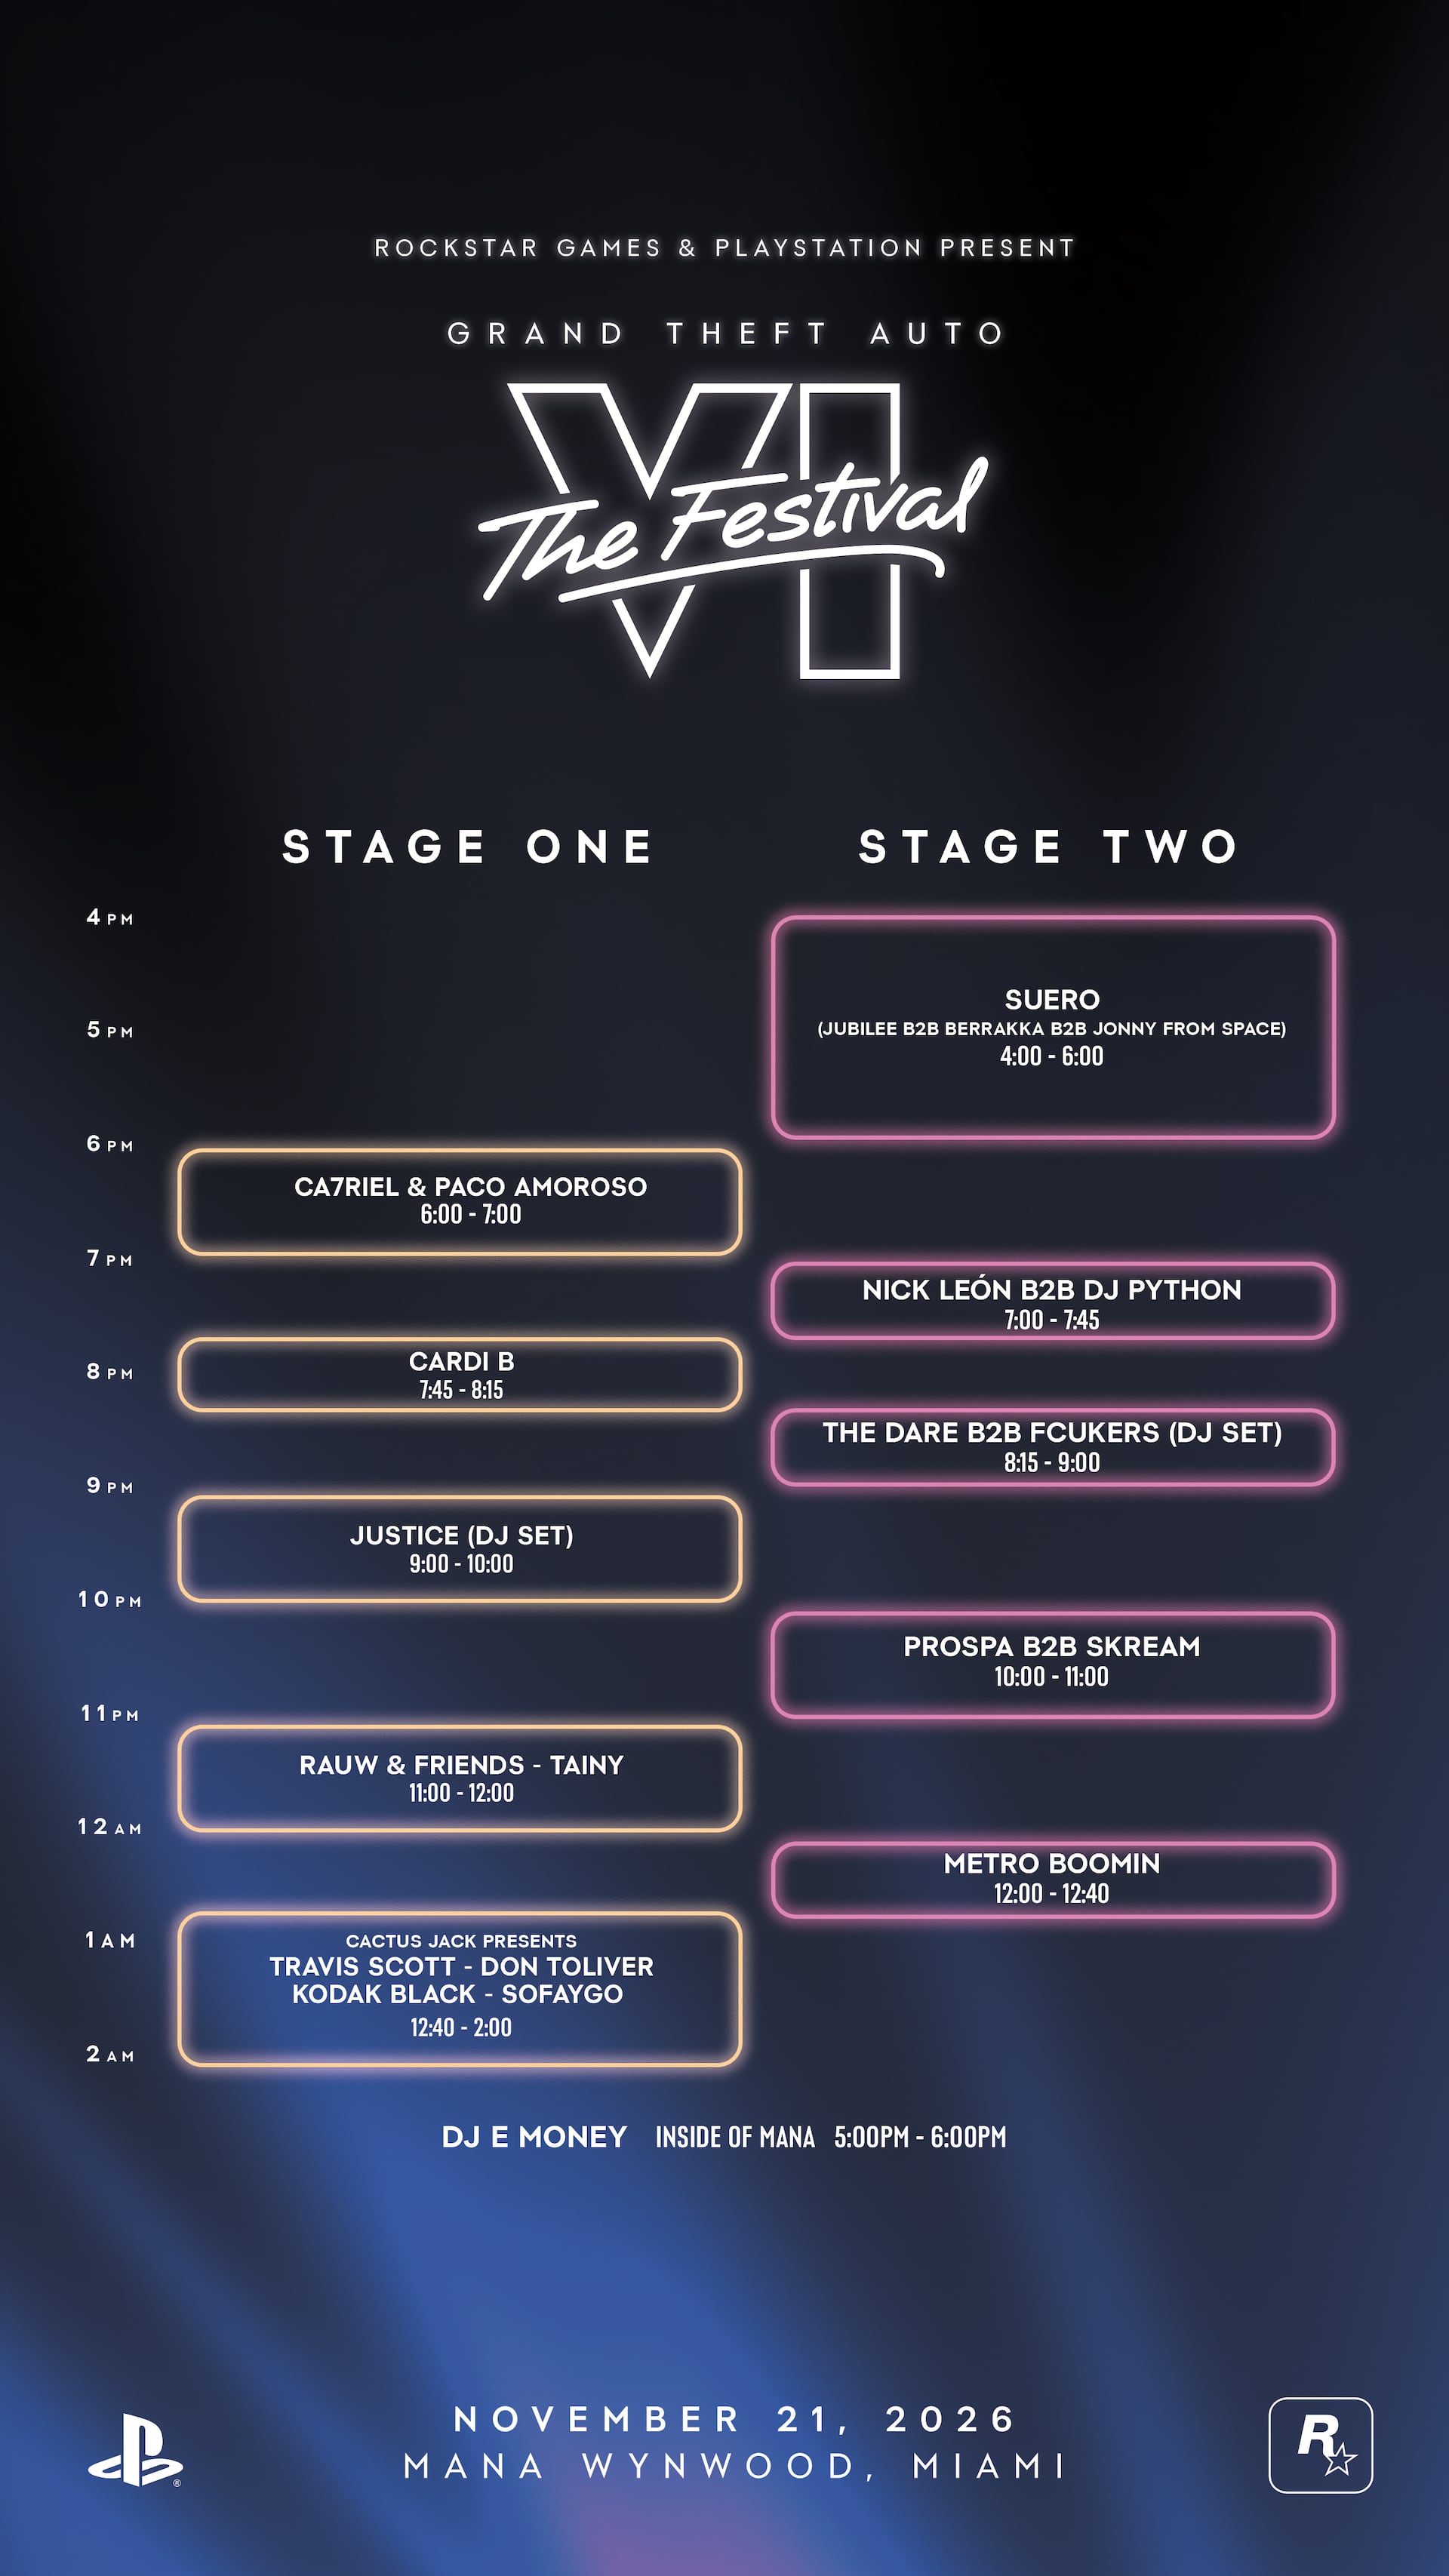 ROCKSTAR GAMES & PLAYSTATION PRESENT
GRAND THEFT AUTO
VI
The Festival
STAGE ONE
STAGE TWO
4 PM
SUERO
(JUBILEE B2B BERRAKKA B2B JONNY FROM SPACE)
4:00 - 6:00
5 PM
6 PM
CA7RIEL & PACO AMOROSO
6:00 - 7:00
7 PM
NICK LEÓN B2B DJ PYTHON
7:00 - 7:45
CARDI B
7:45 - 8:15
8 PM
THE DARE B2B FCUKERS (DJ SET)
8:15 - 9:00
9 PM
JUSTICE (DJ SET)
9:00 - 10:00
10 PM
PROSPA B2B SKREAM
10:00 - 11:00
11 PM
RAUW & FRIENDS - TAINY
11:00 - 12:00
12 AM
METRO BOOMIN
12:00 - 12:40
1 AM
CACTUS JACK PRESENTS
TRAVIS SCOTT - DON TOLIVER
KODAK BLACK - SOFAYGO
12:40 - 2:00
2 AM
DJ E MONEY INSIDE OF MANA 5:00PM - 6:00PM
NOVEMBER 21, 2026
MANA WYNWOOD, MIAMI
®
R